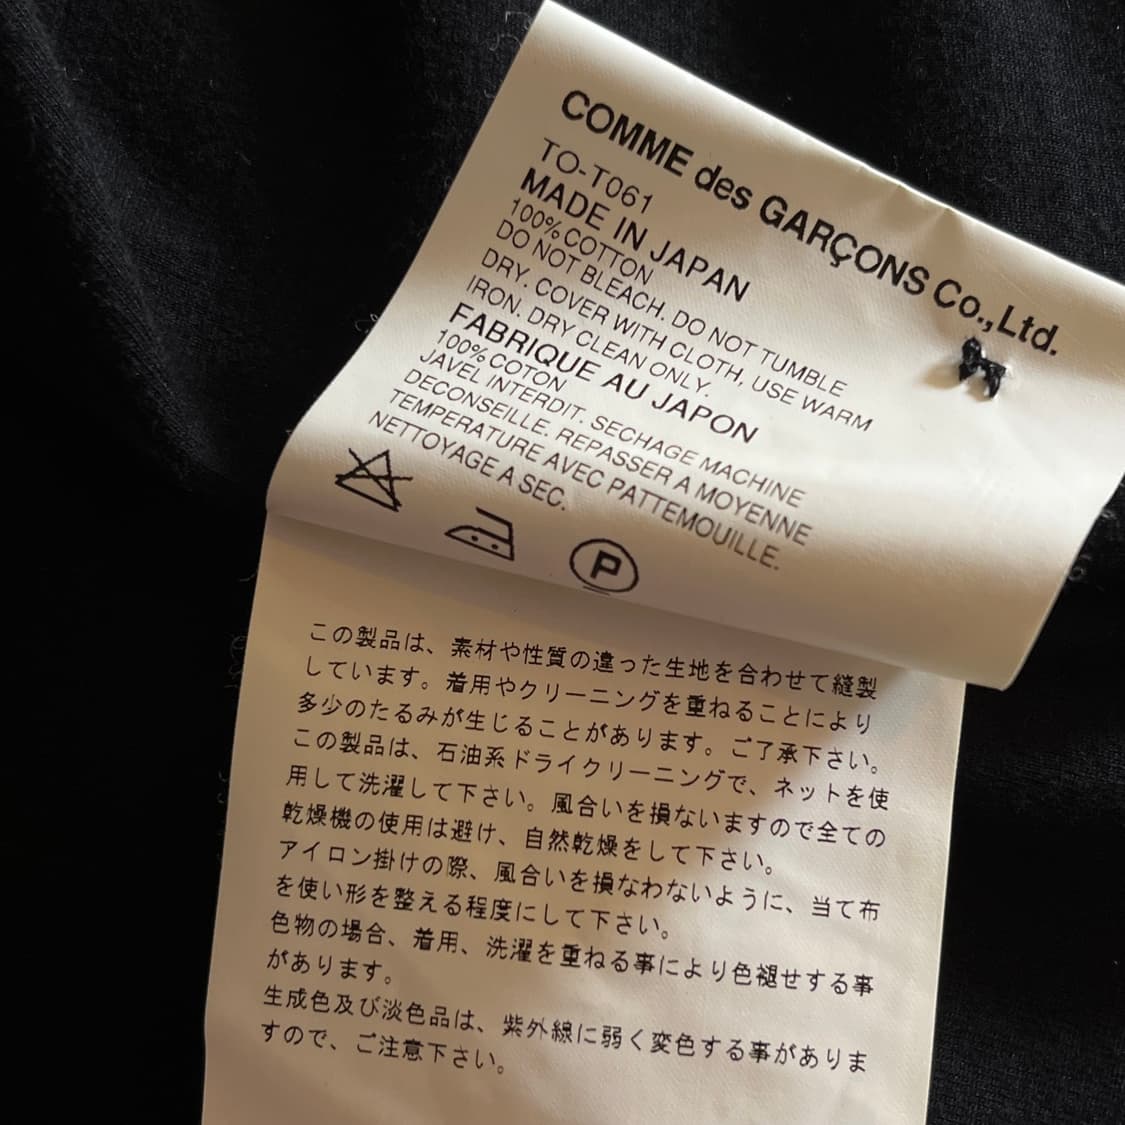 COMME des GARÇONS Co.,Ltd.
TO-T061
MADE IN JAPAN
100% COTTON
DO NOT BLEACH. DO NOT TUMBLE
DRY. COVER WITH CLOTH, USE WARM
IRON. DRY CLEAN ONLY.
FABRIQUE AU JAPON
100% COTON
JAVEL INTERDIT. SECHAGE MACHINE
DECONSEILLE. REPASSER A MOYENNE
TEMPERATURE AVEC PATTEMOUILLE.
NETTOYAGE A SEC.
P
この製品は、素材や性質の違った生地を合わせて縫製
しています。着用やクリーニングを重ねることにより
多少のたるみが生じることがあります。ご了承下さい。
この製品は、石油系ドライクリーニングで、ネットを使
用して洗濯して下さい。風合いを損ないますので全ての
乾燥機の使用は避け、自然乾燥をして下さい。
アイロン掛けの際、風合いを損なわないように、当て布
を使い形を整える程度にして下さい。
色物の場合、着用、洗濯を重ねる事により色褪せする事
があります。
生成色及び淡色品は、紫外線に弱く変色する事がありま
すので、ご注意下さい。